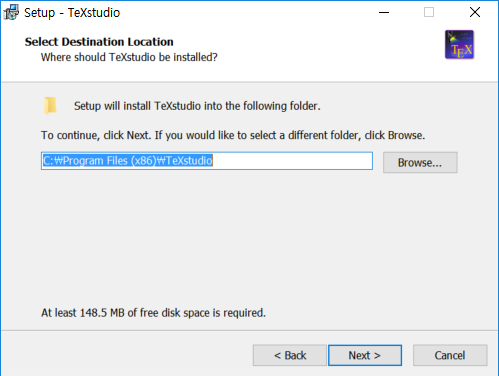 Setup - TeXstudio
Select Destination Location
Where should TeXstudio be installed?
TEX
Setup will install TeXstudio into the following folder.
To continue, click Next. If you would like to select a different folder, click Browse.
C:₩Program Files (x86)₩TeXstudio
Browse...
At least 148.5 MB of free disk space is required.
< Back
Next >
Cancel